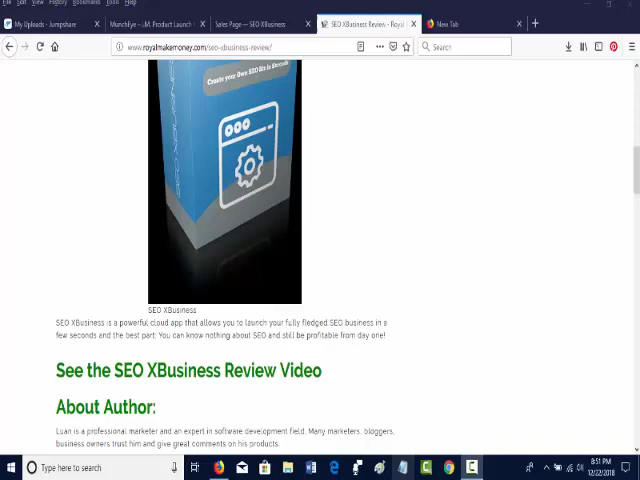 File Edit View History Bookmarks Tools Help
My Uploads - Jumpshare
MunchEye – J.M. Product Launch
Sales Page — SEO XBusiness
SEO XBusiness Review - Royal
New Tab
www.royalmakemoney.com/seo-xbusiness-review/
Search
Create your Own SEO Biz in Seconds
SEO XBUSINESS
SEO XBusiness
SEO XBusiness is a powerful cloud app that allows you to launch your fully fledged SEO business in a
few seconds and the best part: You can know nothing about SEO and still be profitable from day one!
See the SEO XBusiness Review Video
About Author:
Luan is a professional marketer and an expert in software development field. Many marketers, bloggers,
business owners trust him and give great comments on his products.
Type here to search
8:51 PM
12/22/2018